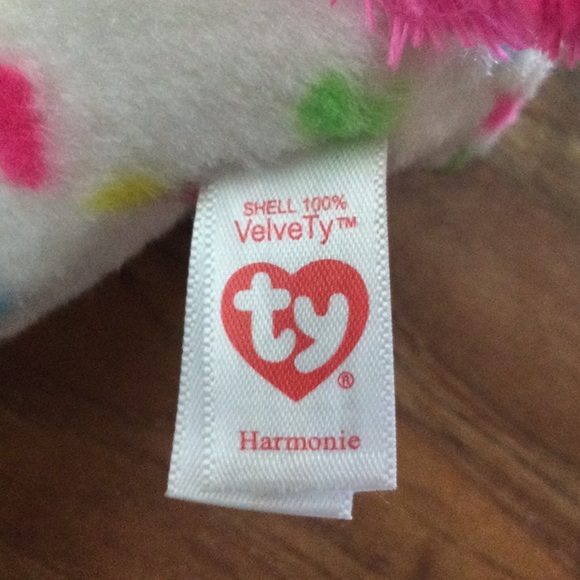 SHELL 100%
VelveTy™
ty®
Harmonie